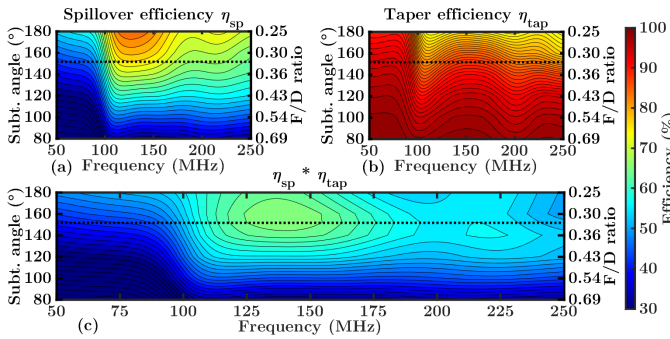 Spillover efficiency η_sp
Taper efficiency η_tap
Subt. angle (°)
180
160
140
120
100
80
50 100 150 200 250
0.25
0.30
0.36
0.43
0.54
0.69
F/D ratio
(a) Frequency (MHz)
Subt. angle (°)
180
160
140
120
100
80
50 100 150 200 250
0.25
0.30
0.36
0.43
0.54
0.69
F/D ratio
(b) Frequency (MHz)
η_sp * η_tap
Subt. angle (°)
180
160
140
120
100
80
50 75 100 125 150 175 200 225 250
0.25
0.30
0.36
0.43
0.54
0.69
F/D ratio
(c) Frequency (MHz)
100
90
80
70
60
50
40
30
Efficiency (%)